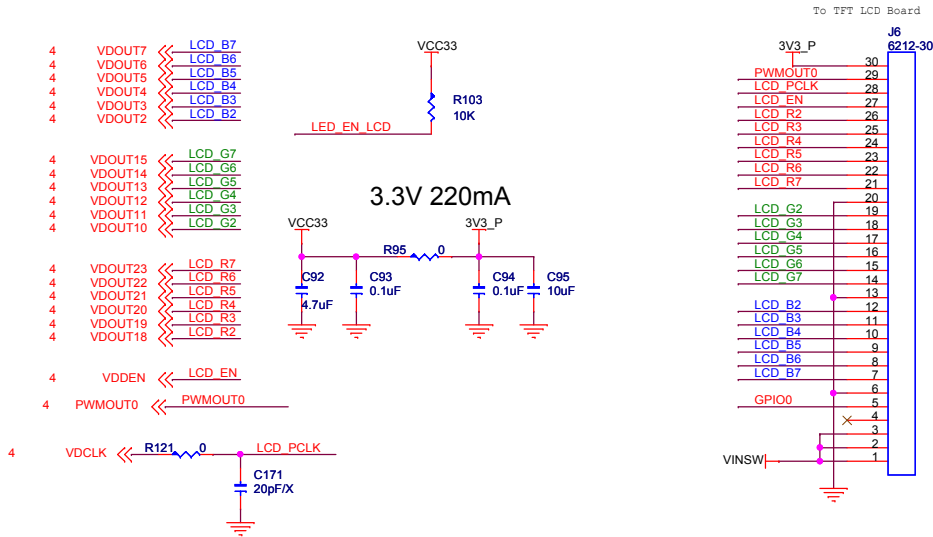 To TFT LCD Board
4 VDOUT7 LCD_B7
4 VDOUT6 LCD_B6
4 VDOUT5 LCD_B5
4 VDOUT4 LCD_B4
4 VDOUT3 LCD_B3
4 VDOUT2 LCD_B2
4 VDOUT15 LCD_G7
4 VDOUT14 LCD_G6
4 VDOUT13 LCD_G5
4 VDOUT12 LCD_G4
4 VDOUT11 LCD_G3
4 VDOUT10 LCD_G2
4 VDOUT23 LCD_R7
4 VDOUT22 LCD_R6
4 VDOUT21 LCD_R5
4 VDOUT20 LCD_R4
4 VDOUT19 LCD_R3
4 VDOUT18 LCD_R2
4 VDDEN LCD_EN
4 PWMOUT0 PWMOUT0
4 VDCLK R121 0 LCD_PCLK
C171
20pF/X
VCC33
R103
10K
LED_EN_LCD
3.3V 220mA
VCC33
3V3_P
R95 0
C92
4.7uF
C93
0.1uF
C94
0.1uF
C95
10uF
J6
6212-30
3V3_P
30
PWMOUT0 29
LCD_PCLK 28
LCD_EN 27
LCD_R2 26
LCD_R3 25
LCD_R4 24
LCD_R5 23
LCD_R6 22
LCD_R7 21
20
LCD_G2 19
LCD_G3 18
LCD_G4 17
LCD_G5 16
LCD_G6 15
LCD_G7 14
13
LCD_B2 12
LCD_B3 11
LCD_B4 10
LCD_B5 9
LCD_B6 8
LCD_B7 7
6
GPIO0 5
4
3
2
VINSW 1